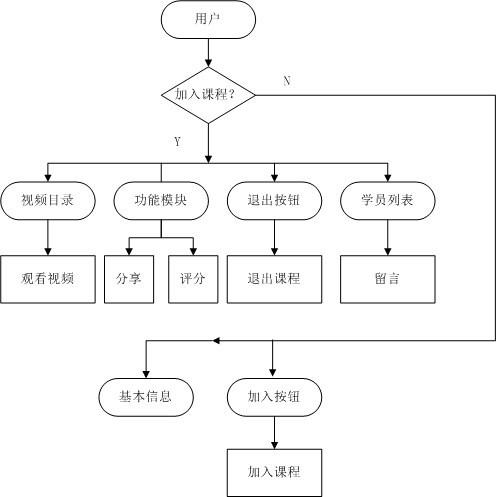 用户
加入课程？
N
Y
视频目录
功能模块
退出按钮
学员列表
观看视频
分享
评分
退出课程
留言
基本信息
加入按钮
加入课程